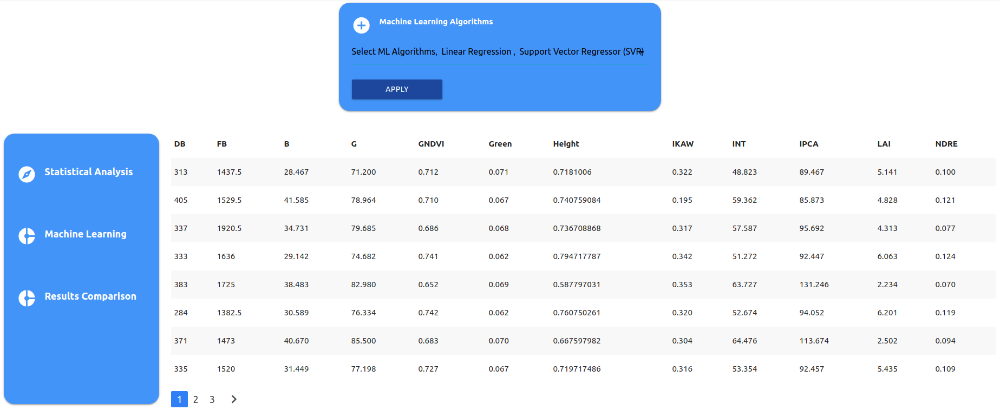 Machine Learning Algorithms
Select ML Algorithms, Linear Regression , Support Vector Regressor (SVR)
APPLY
Statistical Analysis
Machine Learning
Results Comparison
DB FB B G GNDVI Green Height IKAW INT IPCA LAI NDRE
313 1437.5 28.467 71.200 0.712 0.071 0.7181006 0.322 48.823 89.467 5.141 0.100
405 1529.5 41.585 78.964 0.710 0.067 0.740759084 0.195 59.362 85.873 4.828 0.121
337 1920.5 34.731 79.685 0.686 0.068 0.736708868 0.317 57.587 95.692 4.313 0.077
333 1636 29.142 74.682 0.741 0.062 0.794717787 0.342 51.272 92.447 6.063 0.124
383 1725 38.483 82.980 0.652 0.069 0.587797031 0.353 63.727 131.246 2.234 0.070
284 1382.5 30.589 76.334 0.742 0.062 0.760750261 0.320 52.674 94.052 6.201 0.119
371 1473 40.670 85.500 0.683 0.070 0.667597982 0.304 64.476 113.674 2.502 0.094
335 1520 31.449 77.198 0.727 0.067 0.719717486 0.316 53.354 92.457 5.435 0.109
1 2 3